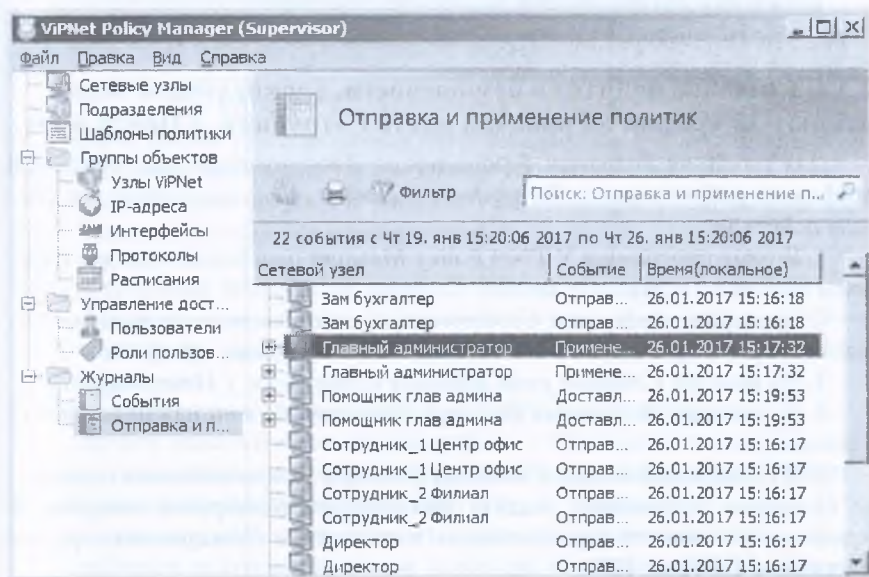 ViPNet Policy Manager (Supervisor)
Файл Правка Вид Справка
Сетевые узлы
Подразделения
Шаблоны политики
Группы объектов
Узлы ViPNet
IP-адреса
Интерфейсы
Протоколы
Расписания
Управление дост...
Пользователи
Роли пользов...
Журналы
События
Отправка и п...
Отправка и применение политик
Фильтр Поиск: Отправка и применение п...
22 события с Чт 19. янв 15:20:06 2017 по Чт 26. янв 15:20:06 2017
Сетевой узел Событие Время(локальное)
Зам бухгалтер Отправ... 26.01.2017 15:16:18
Зам бухгалтер Отправ... 26.01.2017 15:16:18
Главный администратор Примене... 26.01.2017 15:17:32
Главный администратор Примене... 26.01.2017 15:17:32
Помощник глав админа Доставл... 26.01.2017 15:19:53
Помощник глав админа Доставл... 26.01.2017 15:19:53
Сотрудник_1 Центр офис Отправ... 26.01.2017 15:16:17
Сотрудник_1 Центр офис Отправ... 26.01.2017 15:16:17
Сотрудник_2 Филиал Отправ... 26.01.2017 15:16:17
Сотрудник_2 Филиал Отправ... 26.01.2017 15:16:17
Директор Отправ... 26.01.2017 15:16:17
Директор Отправ... 26.01.2017 15:16:17